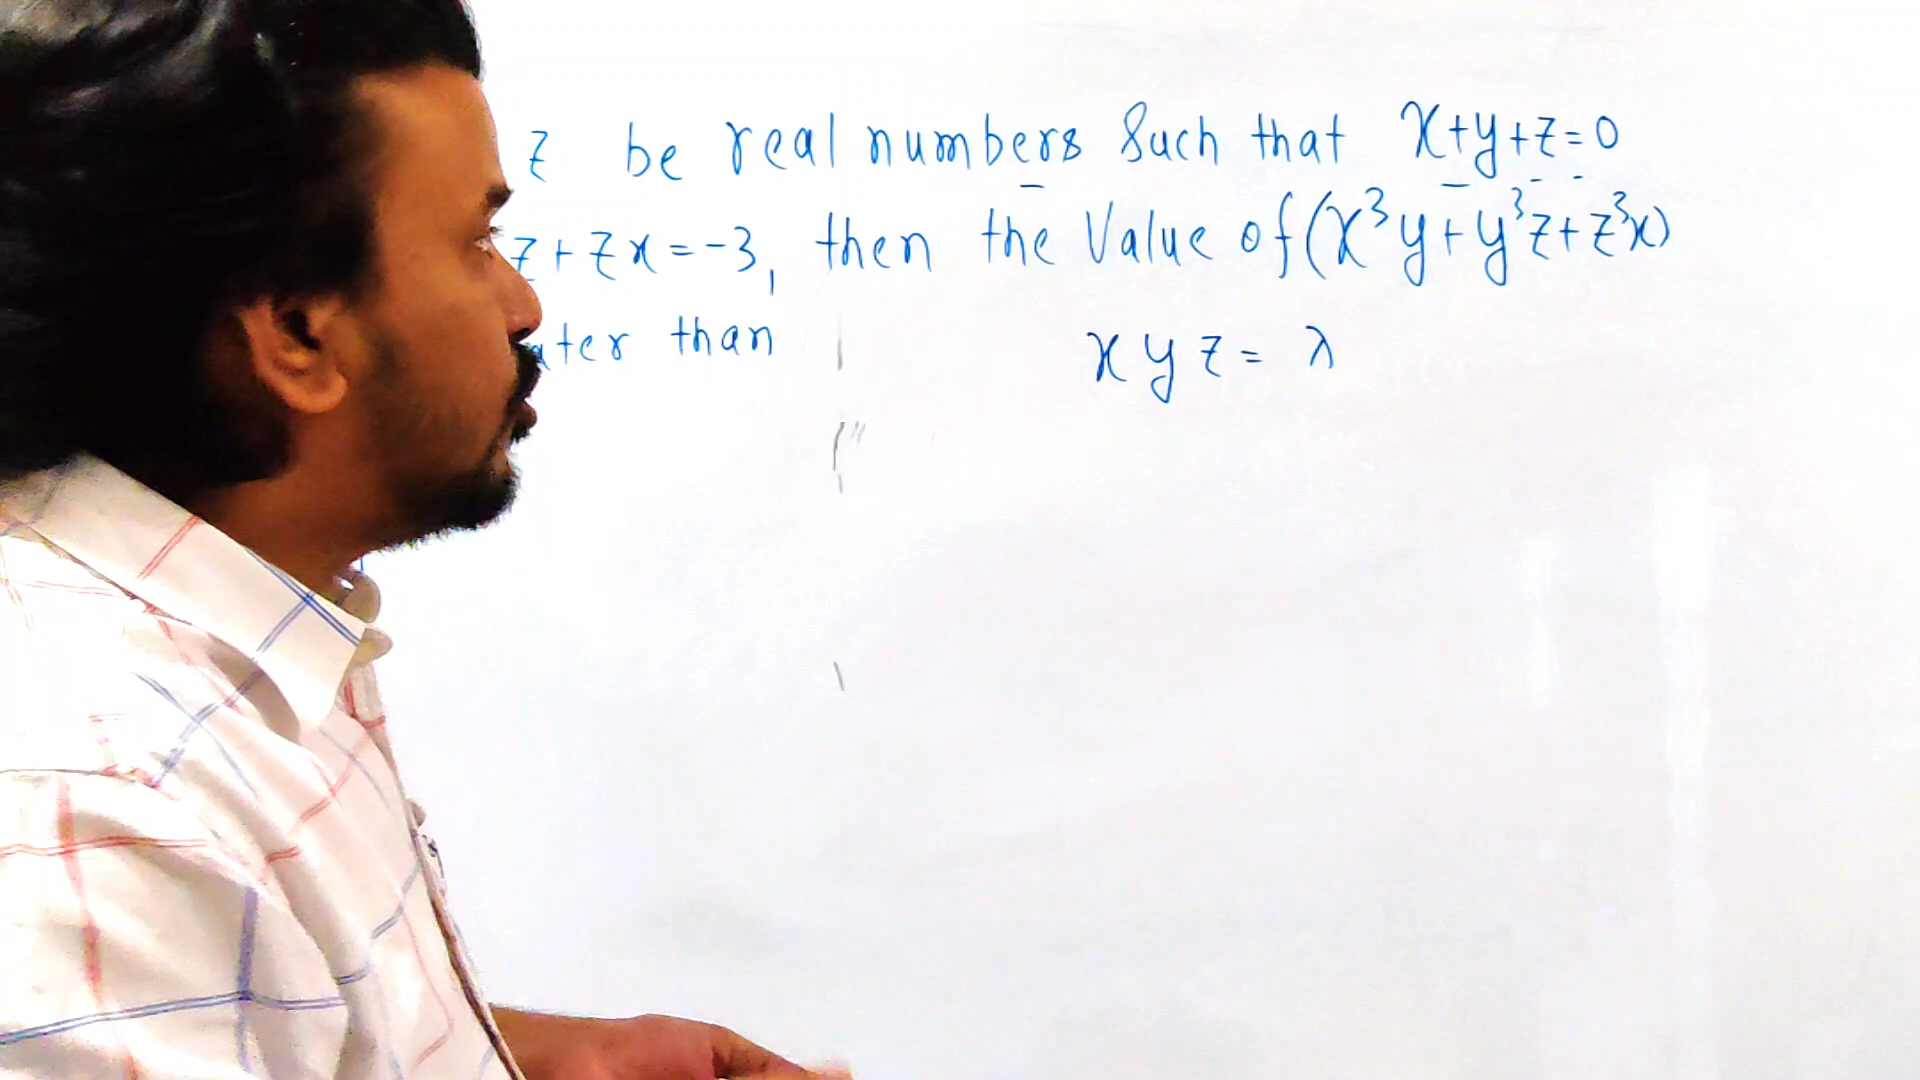 z be real numbers such that x+y+z=0
z+zx=-3, then the Value of (x³y+y³z+z³x)
ater than
xyz= λ